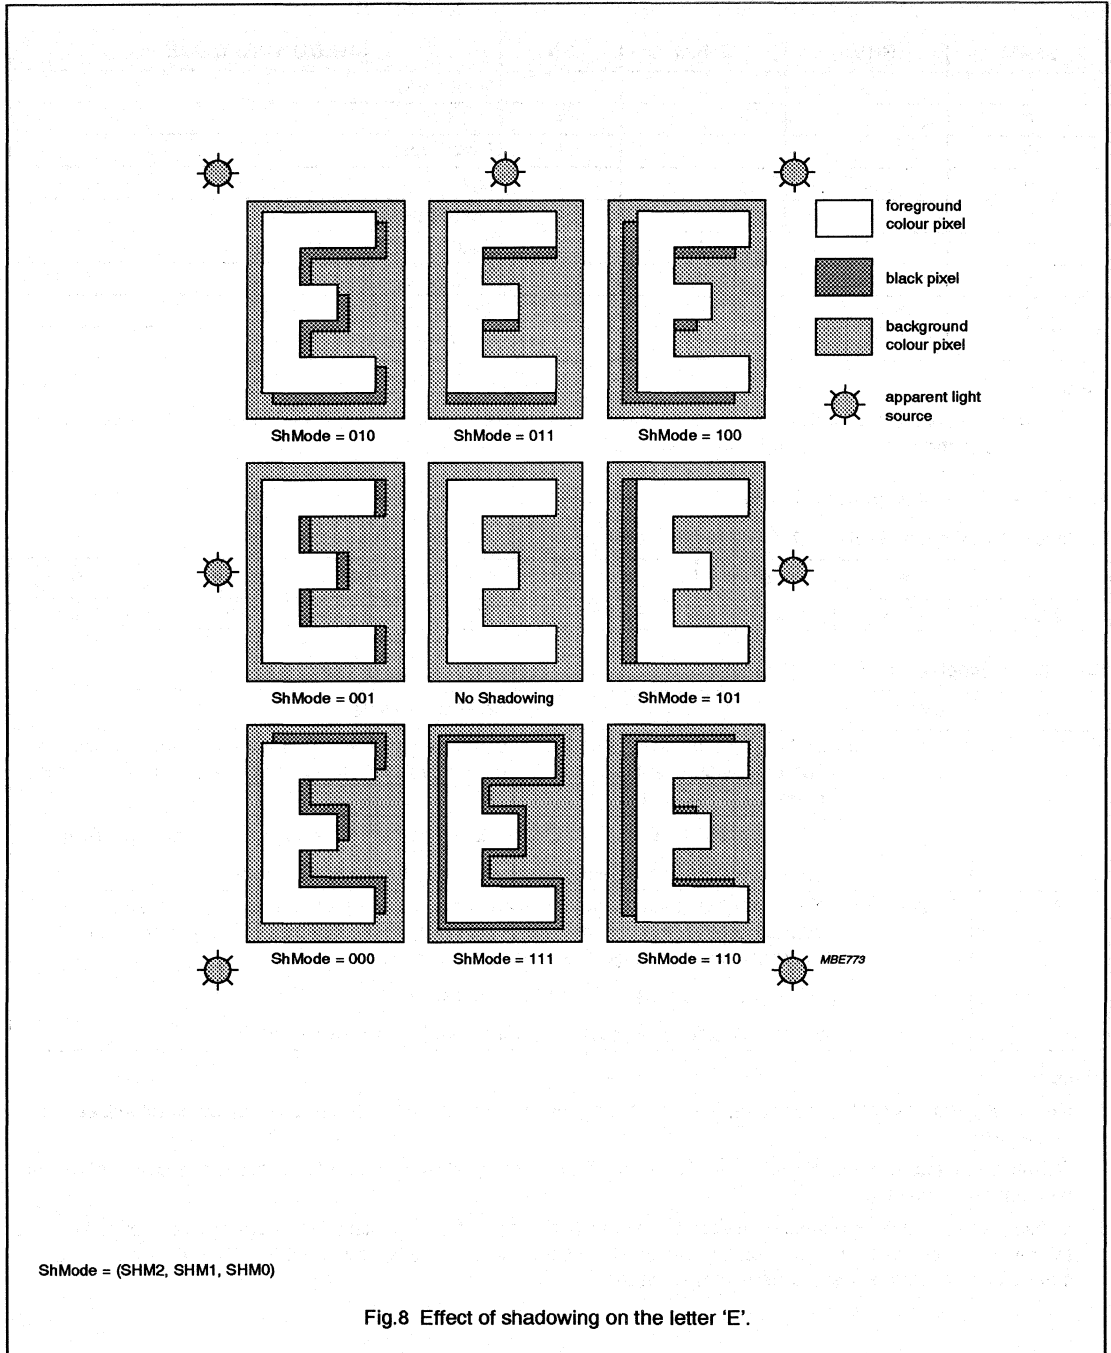 foreground
colour pixel
black pixel
background
colour pixel
apparent light
source
ShMode = 010
ShMode = 011
ShMode = 100
ShMode = 001
No Shadowing
ShMode = 101
ShMode = 000
ShMode = 111
ShMode = 110
MBE773
ShMode = (SHM2, SHM1, SHM0)
Fig.8 Effect of shadowing on the letter ‘E’.